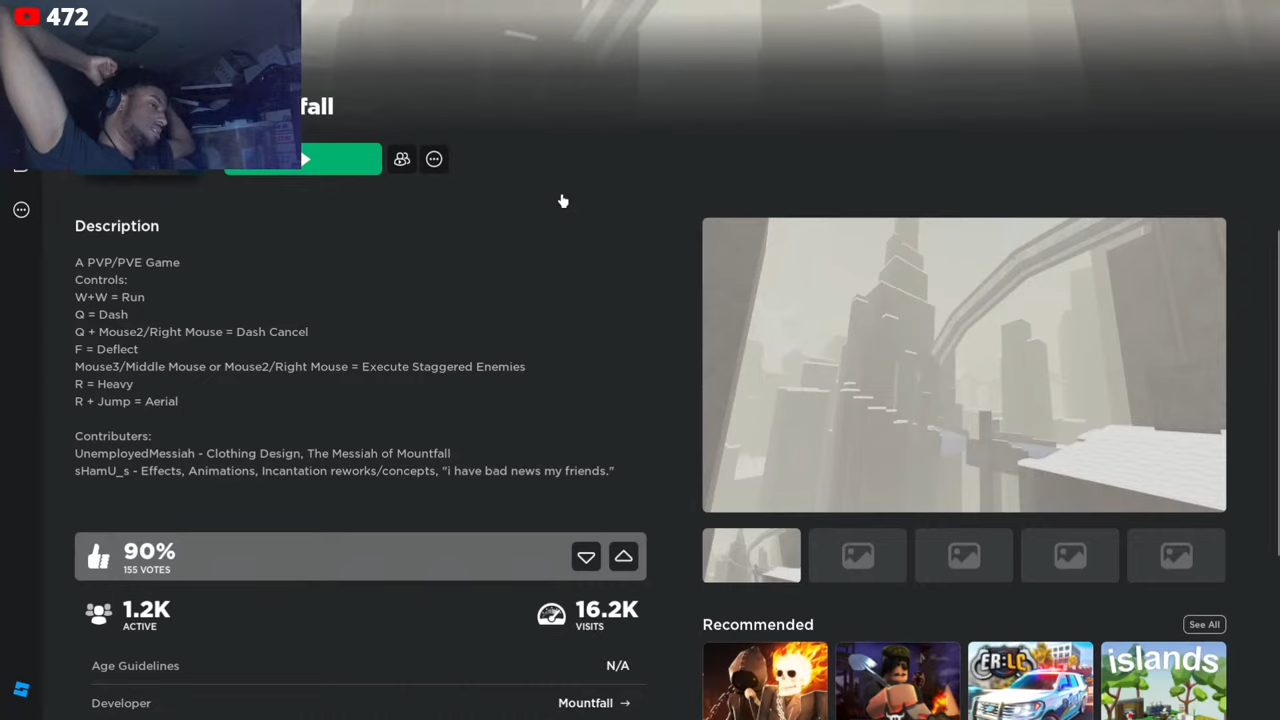 472
fall
Description
A PVP/PVE Game
Controls:
W+W = Run
Q = Dash
Q + Mouse2/Right Mouse = Dash Cancel
F = Deflect
Mouse3/Middle Mouse or Mouse2/Right Mouse = Execute Staggered Enemies
R = Heavy
R + Jump = Aerial
Contributers:
UnemployedMessiah - Clothing Design, The Messiah of Mountfall
sHamU_s - Effects, Animations, Incantation reworks/concepts, "i have bad news my friends."
90%
155 VOTES
1.2K
ACTIVE
16.2K
VISITS
Age Guidelines N/A
Developer Mountfall →
Recommended
See All
ER:LC
islands